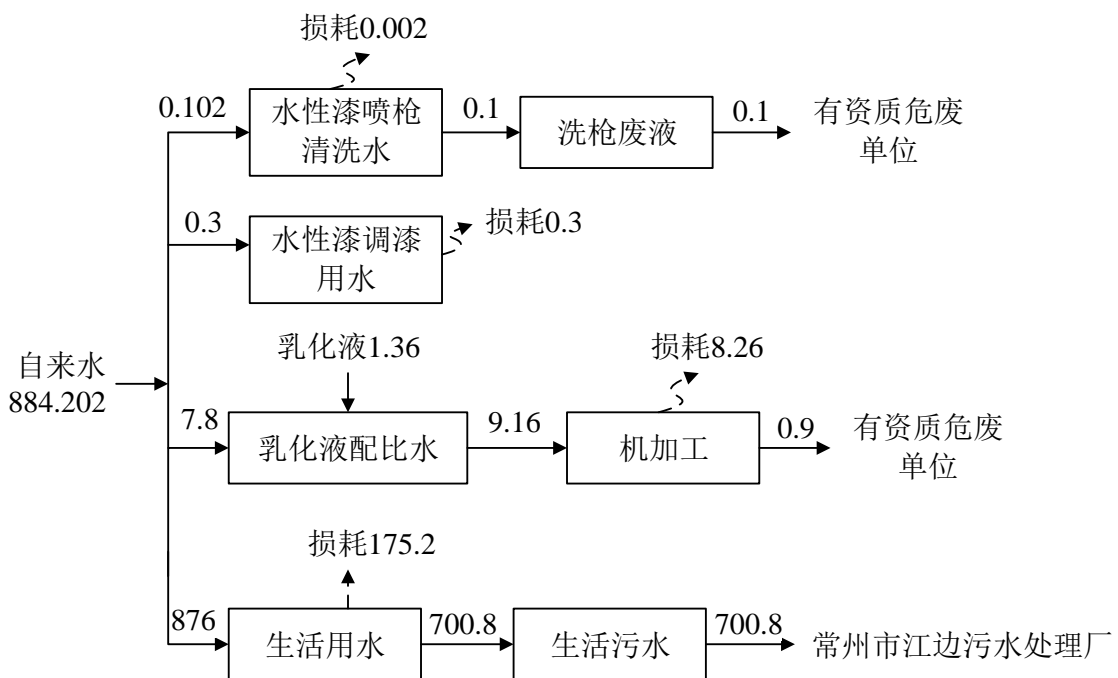 损耗0.002
0.102
水性漆喷枪
清洗水
0.1
洗枪废液
0.1
有资质危废
单位
0.3
水性漆调漆
用水
损耗0.3
自来水
884.202
乳化液1.36
7.8
乳化液配比水
9.16
机加工
损耗8.26
0.9
有资质危废
单位
损耗175.2
876
生活用水
700.8
生活污水
700.8
常州市江边污水处理厂